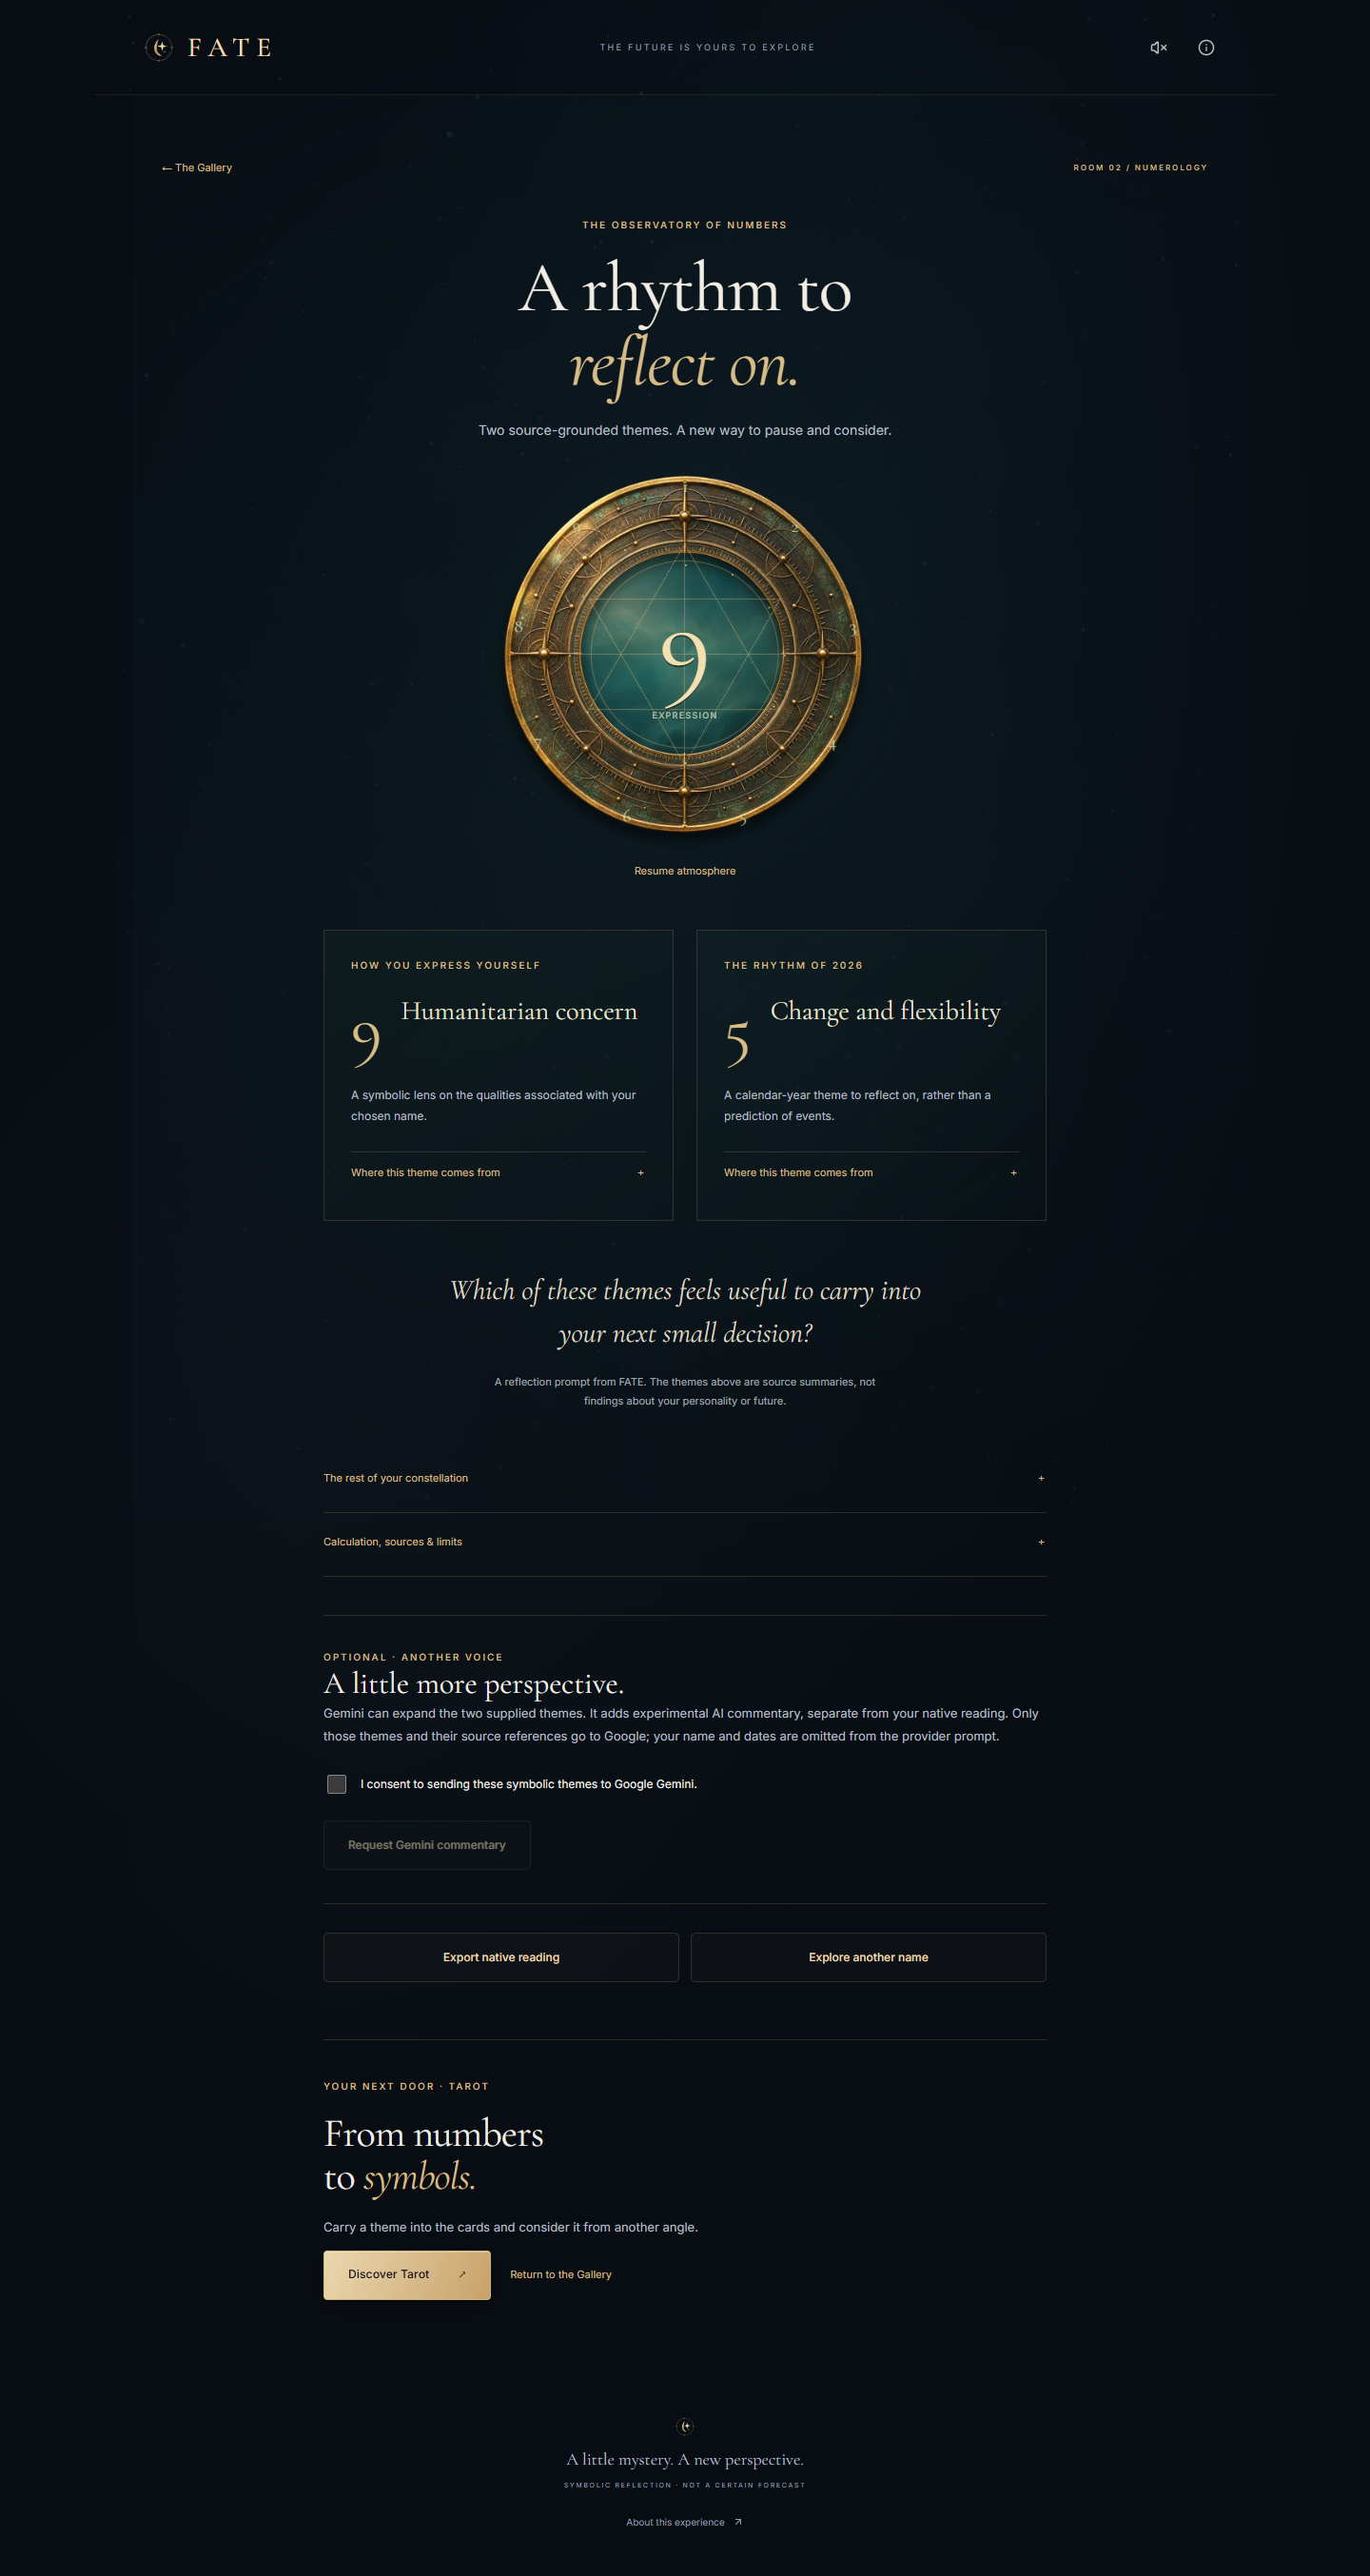 FATE
THE FUTURE IS YOURS TO EXPLORE
← The Gallery
ROOM 02 / NUMEROLOGY
THE OBSERVATORY OF NUMBERS
A rhythm to
reflect on.
Two source-grounded themes. A new way to pause and consider.
1
9
2
8
3
9
EXPRESSION
7
4
6
5
Resume atmosphere
HOW YOU EXPRESS YOURSELF
9 Humanitarian concern
A symbolic lens on the qualities associated with your
chosen name.
Where this theme comes from +
THE RHYTHM OF 2026
5 Change and flexibility
A calendar-year theme to reflect on, rather than a
prediction of events.
Where this theme comes from +
Which of these themes feels useful to carry into
your next small decision?
A reflection prompt from FATE. The themes above are source summaries, not
findings about your personality or future.
The rest of your constellation +
Calculation, sources & limits +
OPTIONAL · ANOTHER VOICE
A little more perspective.
Gemini can expand the two supplied themes. It adds experimental AI commentary, separate from your native reading. Only
those themes and their source references go to Google; your name and dates are omitted from the provider prompt.
I consent to sending these symbolic themes to Google Gemini.
Request Gemini commentary
Export native reading
Explore another name
YOUR NEXT DOOR · TAROT
From numbers
to symbols.
Carry a theme into the cards and consider it from another angle.
Discover Tarot ↗
Return to the Gallery
A little mystery. A new perspective.
SYMBOLIC REFLECTION · NOT A CERTAIN FORECAST
About this experience ↗